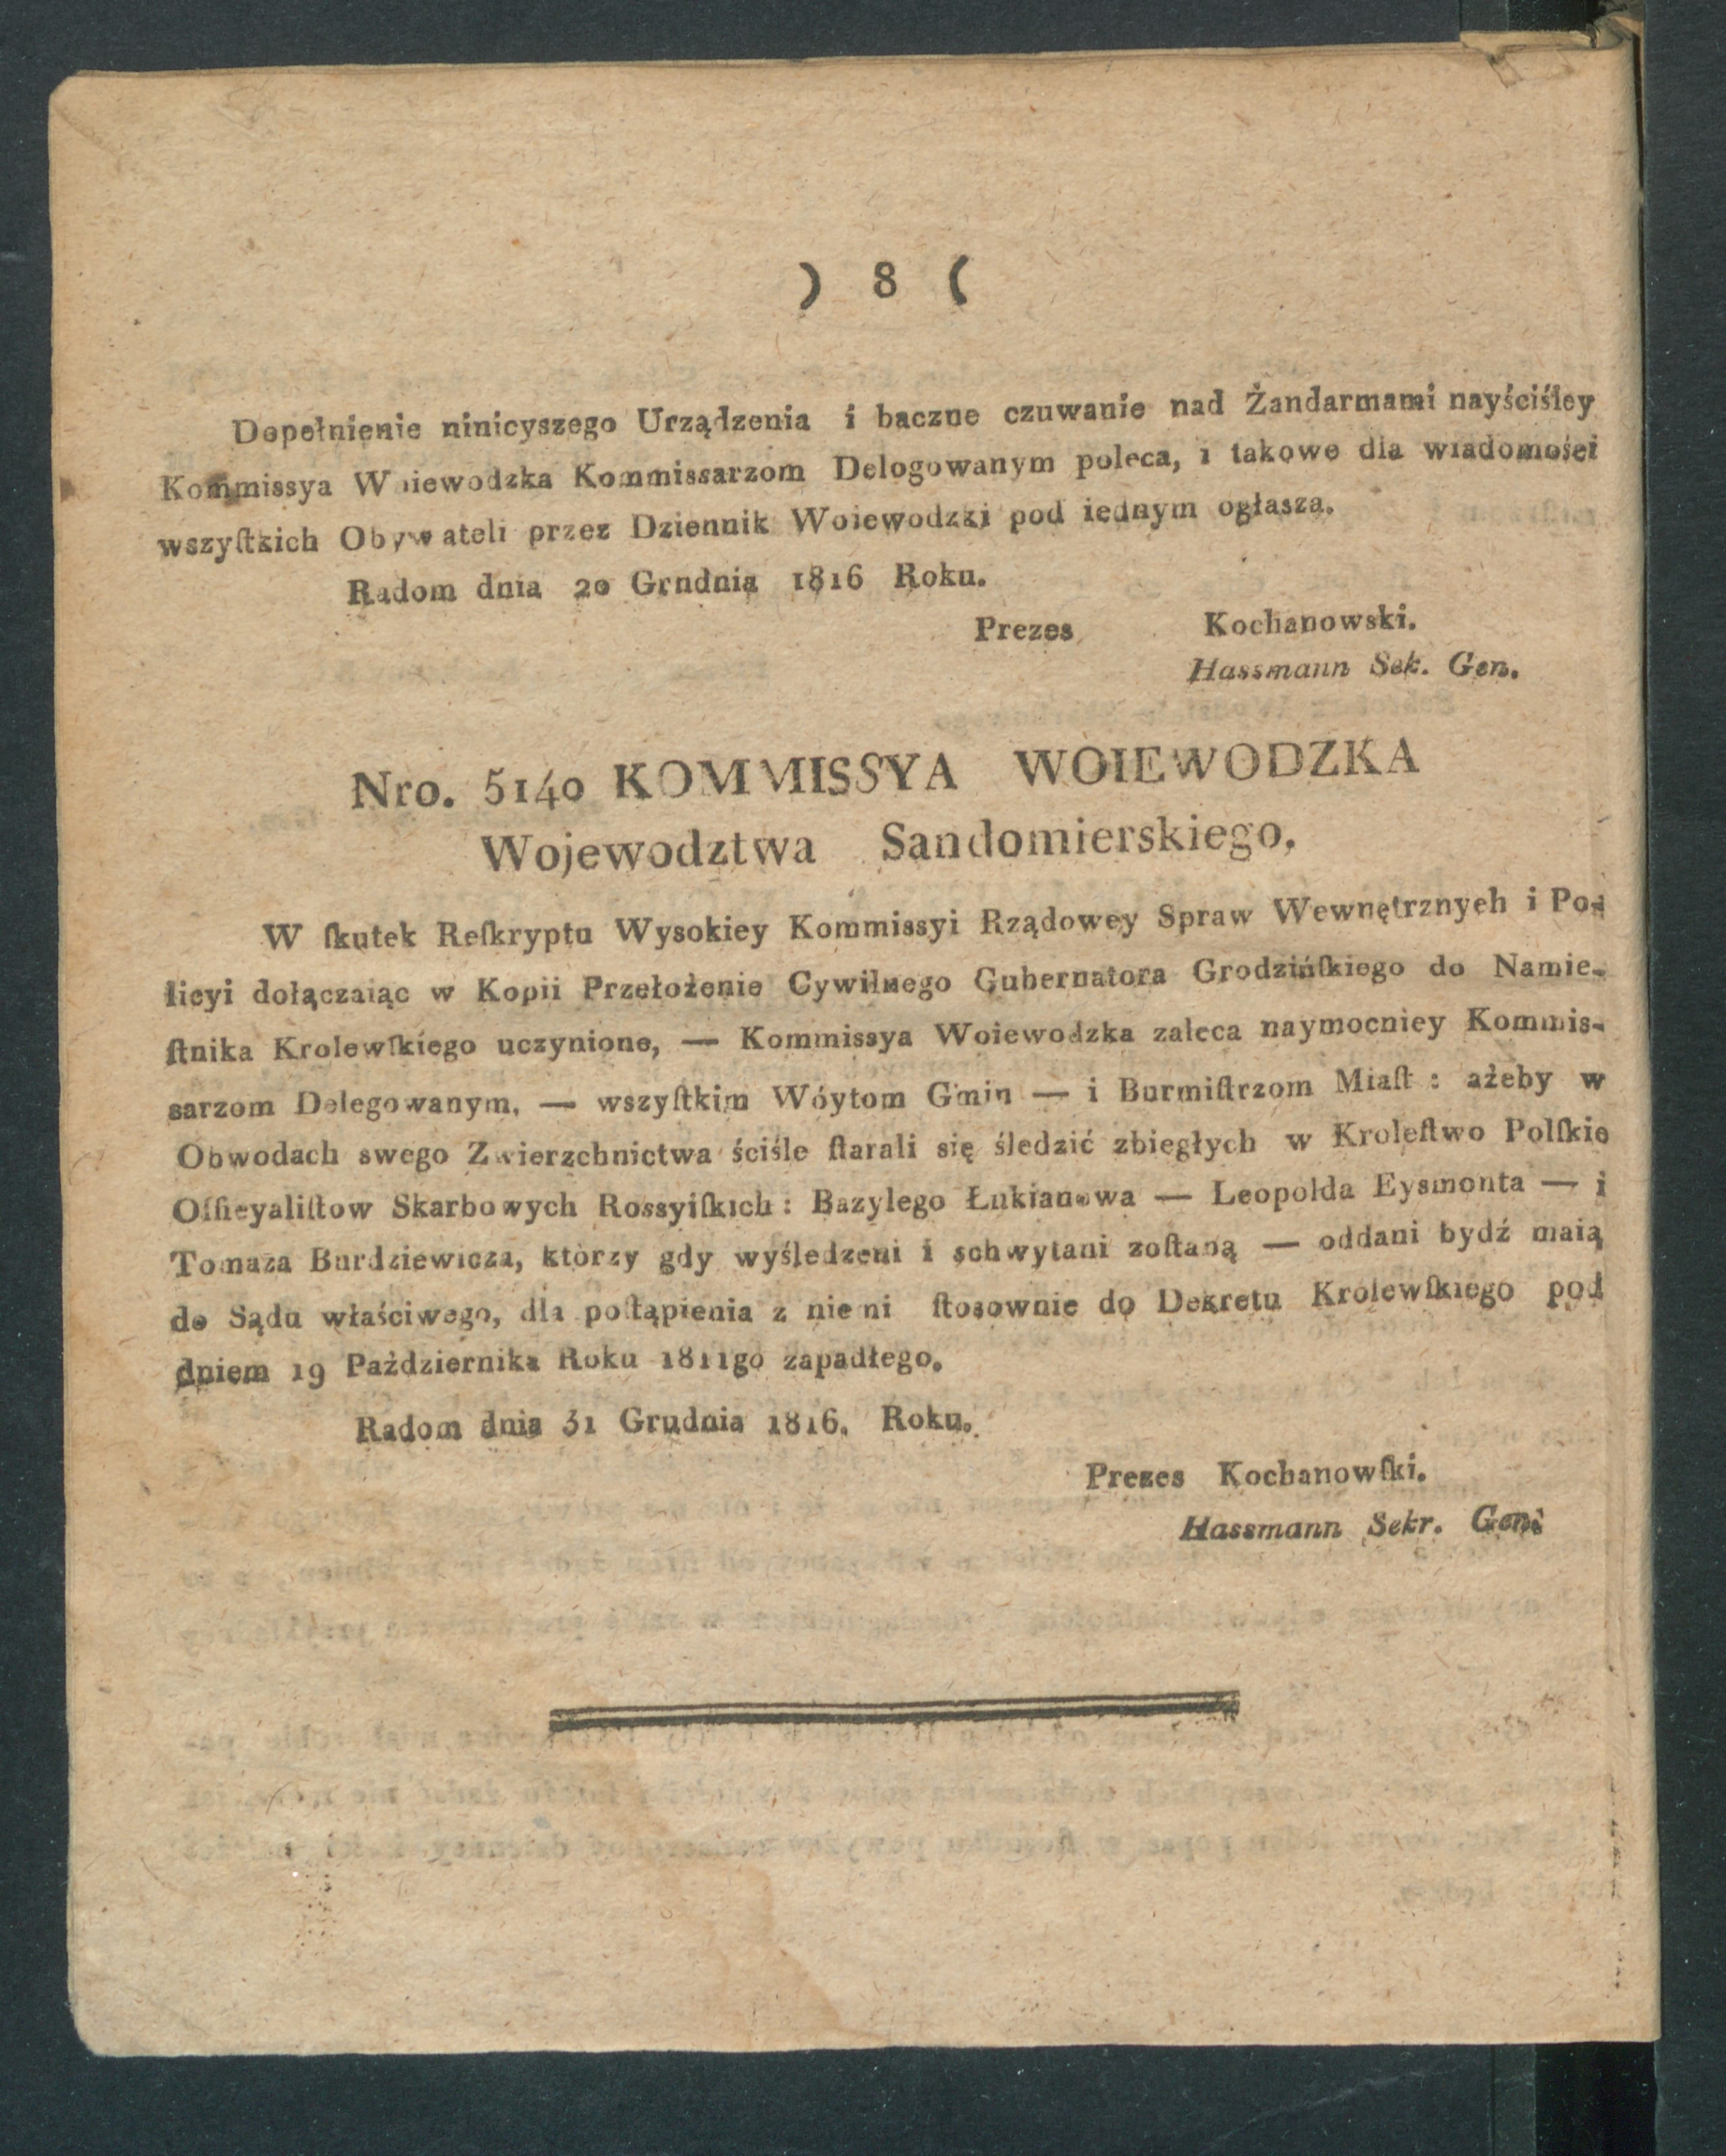 ) 8 (
Dopełnienie ninicyszego Urządzenia i baczne czuwanie nad Żandarmami nayściśley
Kommissya Woiewodzka Kommissarzom Delogowanym poleca, i takowe dla wiadomości
wszyſtkich Obywateli przez Dziennik Woiewodzki pod iednym ogłasza.
Radom dnia 20 Grndnia 1816 Roku.
Prezes Kochanowski.
Hassmann Sek. Gen.
Nro. 5140 KOMMISSYA WOIEWODZKA
Wojewodztwa Sandomierskiego.
W ſkutek Reſkryptu Wysokiey Kommissyi Rządowey Spraw Wewnętrznych i Po-
licyi dołączaiąc w Kopii Przełożenie Cywilnego Gubernatora Grodzińſkiego do Namie-
ſtnika Krolewſkiego uczynione, — Kommissya Woiewodzka zaleca naymocniey Kommis-
sarzom Delegowanym, — wszyſtkim Wóytom Gmin — i Burmiſtrzom Miaſt : ażeby w
Obwodach swego Zwierzchnictwa ściśle ſtarali się śledzić zbiegłych w Kroleſtwo Polſkie
Officyaliſtow Skarbowych Rossyiſkich : Bazylego Łukianowa — Leopolda Eysmonta — i
Tomaza Burdziewicza, którzy gdy wyśledzeni i schwytani zoſtaną — oddani bydź maią
do Sądu właściwego, dla poſtąpienia z niemi ſtosownie do Dekretu Krolewſkiego pod
dniem 19 Października Roku 1811go zapadłego.
Radom dnia 31 Grudnia 1816. Roku.
Prezes Kochanowſki.
Hassmann Sekr. Gen.